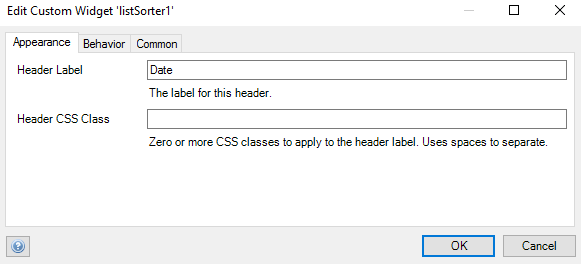 Edit Custom Widget 'listSorter1'
Appearance Behavior Common
Header Label Date
The label for this header.
Header CSS Class
Zero or more CSS classes to apply to the header label. Uses spaces to separate.
? OK Cancel